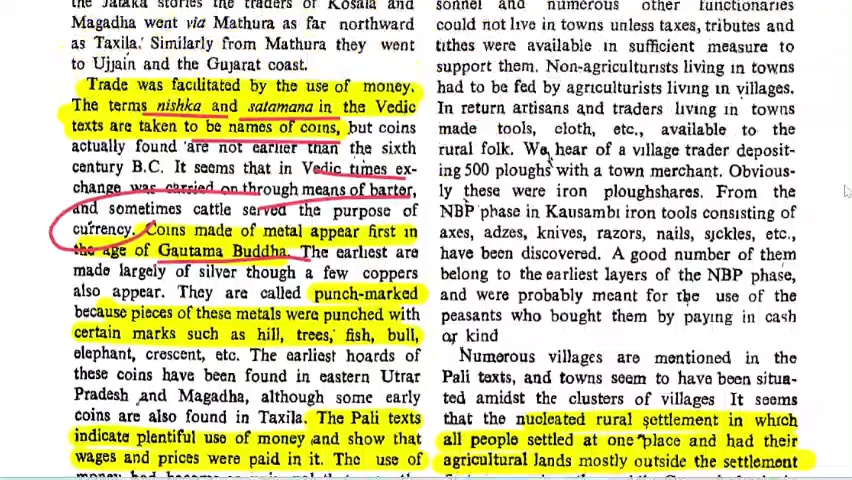 the Jataka stories the traders of Kosala and
Magadha went via Mathura as far northward
as Taxila. Similarly from Mathura they went
to Ujjain and the Gujarat coast.
Trade was facilitated by the use of money.
The terms nishka and satamana in the Vedic
texts are taken to be names of coins, but coins
actually found are not earlier than the sixth
century B.C. It seems that in Vedic times ex-
change was carried on through means of barter,
and sometimes cattle served the purpose of
currency. Coins made of metal appear first in
the age of Gautama Buddha. The earliest are
made largely of silver though a few coppers
also appear. They are called punch-marked
because pieces of these metals were punched with
certain marks such as hill, trees, fish, bull,
elephant, crescent, etc. The earliest hoards of
these coins have been found in eastern Uttar
Pradesh and Magadha, although some early
coins are also found in Taxila. The Pali texts
indicate plentiful use of money and show that
wages and prices were paid in it. The use of
sonnel and numerous other functionaries
could not live in towns unless taxes, tributes and
tithes were available in sufficient measure to
support them. Non-agriculturists living in towns
had to be fed by agriculturists living in villages.
In return artisans and traders living in towns
made tools, cloth, etc., available to the
rural folk. We hear of a village trader deposit-
ing 500 ploughs with a town merchant. Obvious-
ly these were iron ploughshares. From the
NBP phase in Kausambi iron tools consisting of
axes, adzes, knives, razors, nails, sickles, etc.,
have been discovered. A good number of them
belong to the earliest layers of the NBP phase,
and were probably meant for the use of the
peasants who bought them by paying in cash
or kind
Numerous villages are mentioned in the
Pali texts, and towns seem to have been situa-
ted amidst the clusters of villages It seems
that the nucleated rural settlement in which
all people settled at one place and had their
agricultural lands mostly outside the settlement